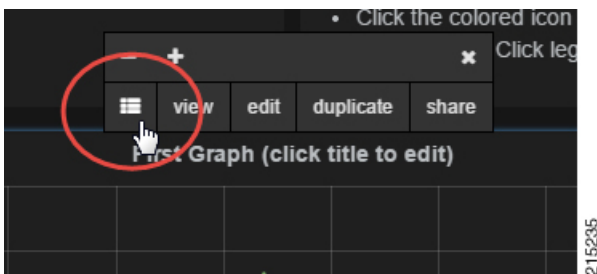 • Click the colored icon
− + × Click leg
view edit duplicate share
First Graph (click title to edit)
215235